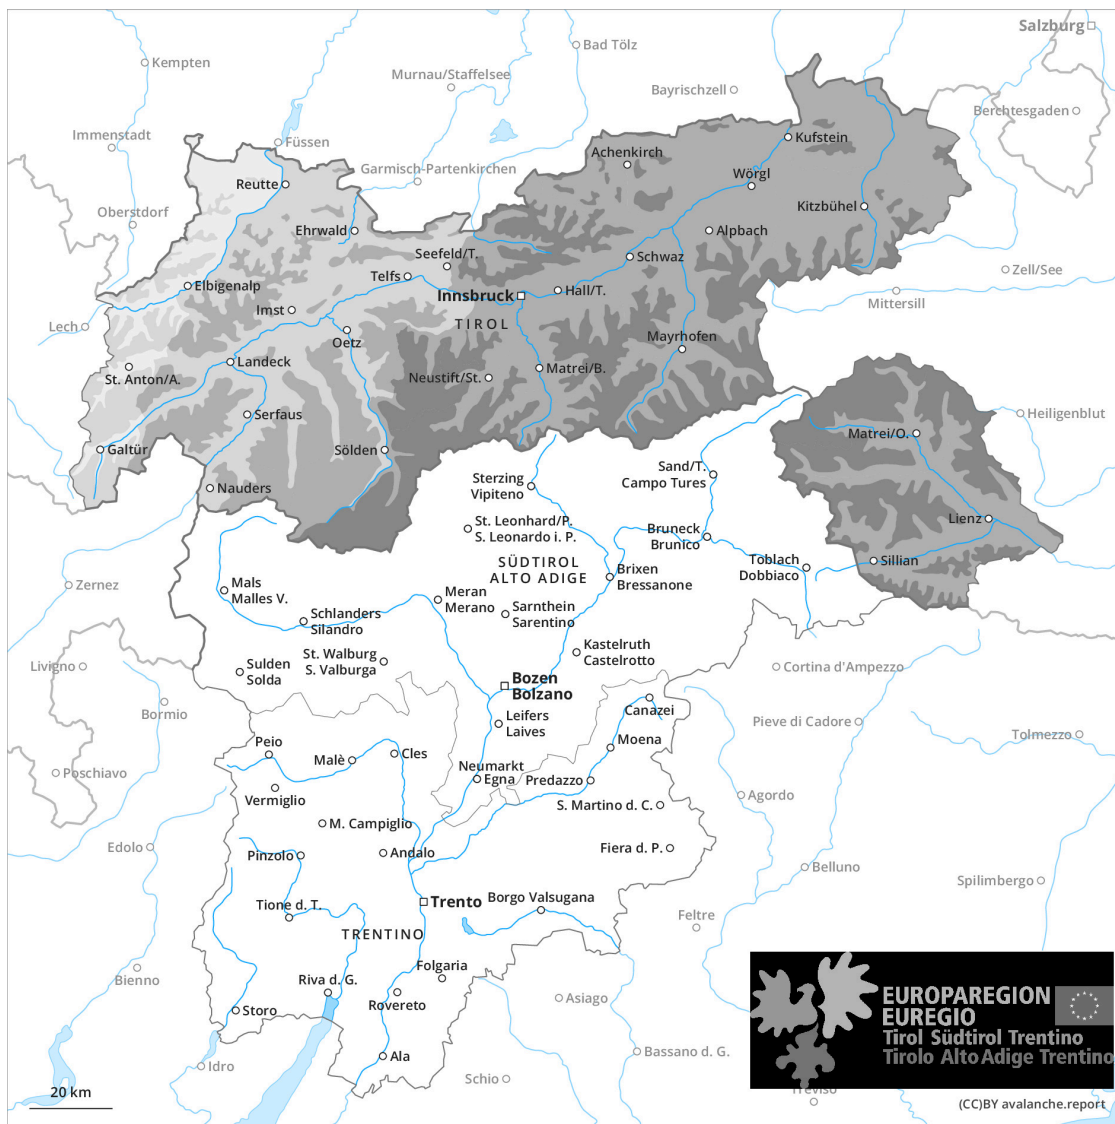 Salzburg
Bad Tölz
Kempten
Murnau/Staffelsee
Bayrischzell
Berchtesgaden
Immenstadt
Füssen
Kufstein
Achenkirch
Garmisch-Partenkirchen
Wörgl
Reutte
Kitzbühel
Oberstdorf
Ehrwald
Alpbach
Seefeld/T.
Schwaz
Zell/See
Telfs
Elbigenalp
Hall/T.
Innsbruck
Mittersill
Imst
Lech
TIROL
Oetz
Mayrhofen
Landeck
Matrei/B.
St. Anton/A.
Neustift/St.
Serfaus
Heiligenblut
Matrei/O.
Galtür
Sölden
Sand/T.
Campo Tures
Sterzing
Vipiteno
Nauders
Lienz
St. Leonhard/P.
S. Leonardo i. P.
Bruneck
Brunico
SÜDTIROL
ALTO ADIGE
Toblach
Dobbiaco
Sillian
Brixen
Bressanone
Zernez
Mals
Malles V.
Meran
Merano
Sarnthein
Sarentino
Schlanders
Silandro
Kastelruth
Castelrotto
St. Walburg
S. Valburga
Livigno
Sulden
Solda
Cortina d'Ampezzo
Bozen
Bolzano
Bormio
Canazei
Leifers
Laives
Pieve di Cadore
Tolmezzo
Peio
Moena
Cles
Malè
Neumarkt
Egna
Poschiavo
Predazzo
Vermiglio
Agordo
S. Martino d. C.
M. Campiglio
Edolo
Pinzolo
Andalo
Fiera d. P.
Belluno
Spilimbergo
Trento
Borgo Valsugana
Tione d. T.
Feltre
TRENTINO
Folgaria
Bienno
Riva d. G.
Rovereto
Asiago
Storo
EUROPAREGION
EUREGIO
Tirol Südtirol Trentino
Tirolo Alto Adige Trentino
Ala
Bassano d. G.
Idro
Schio
Treviso
20 km
(CC)BY avalanche.report